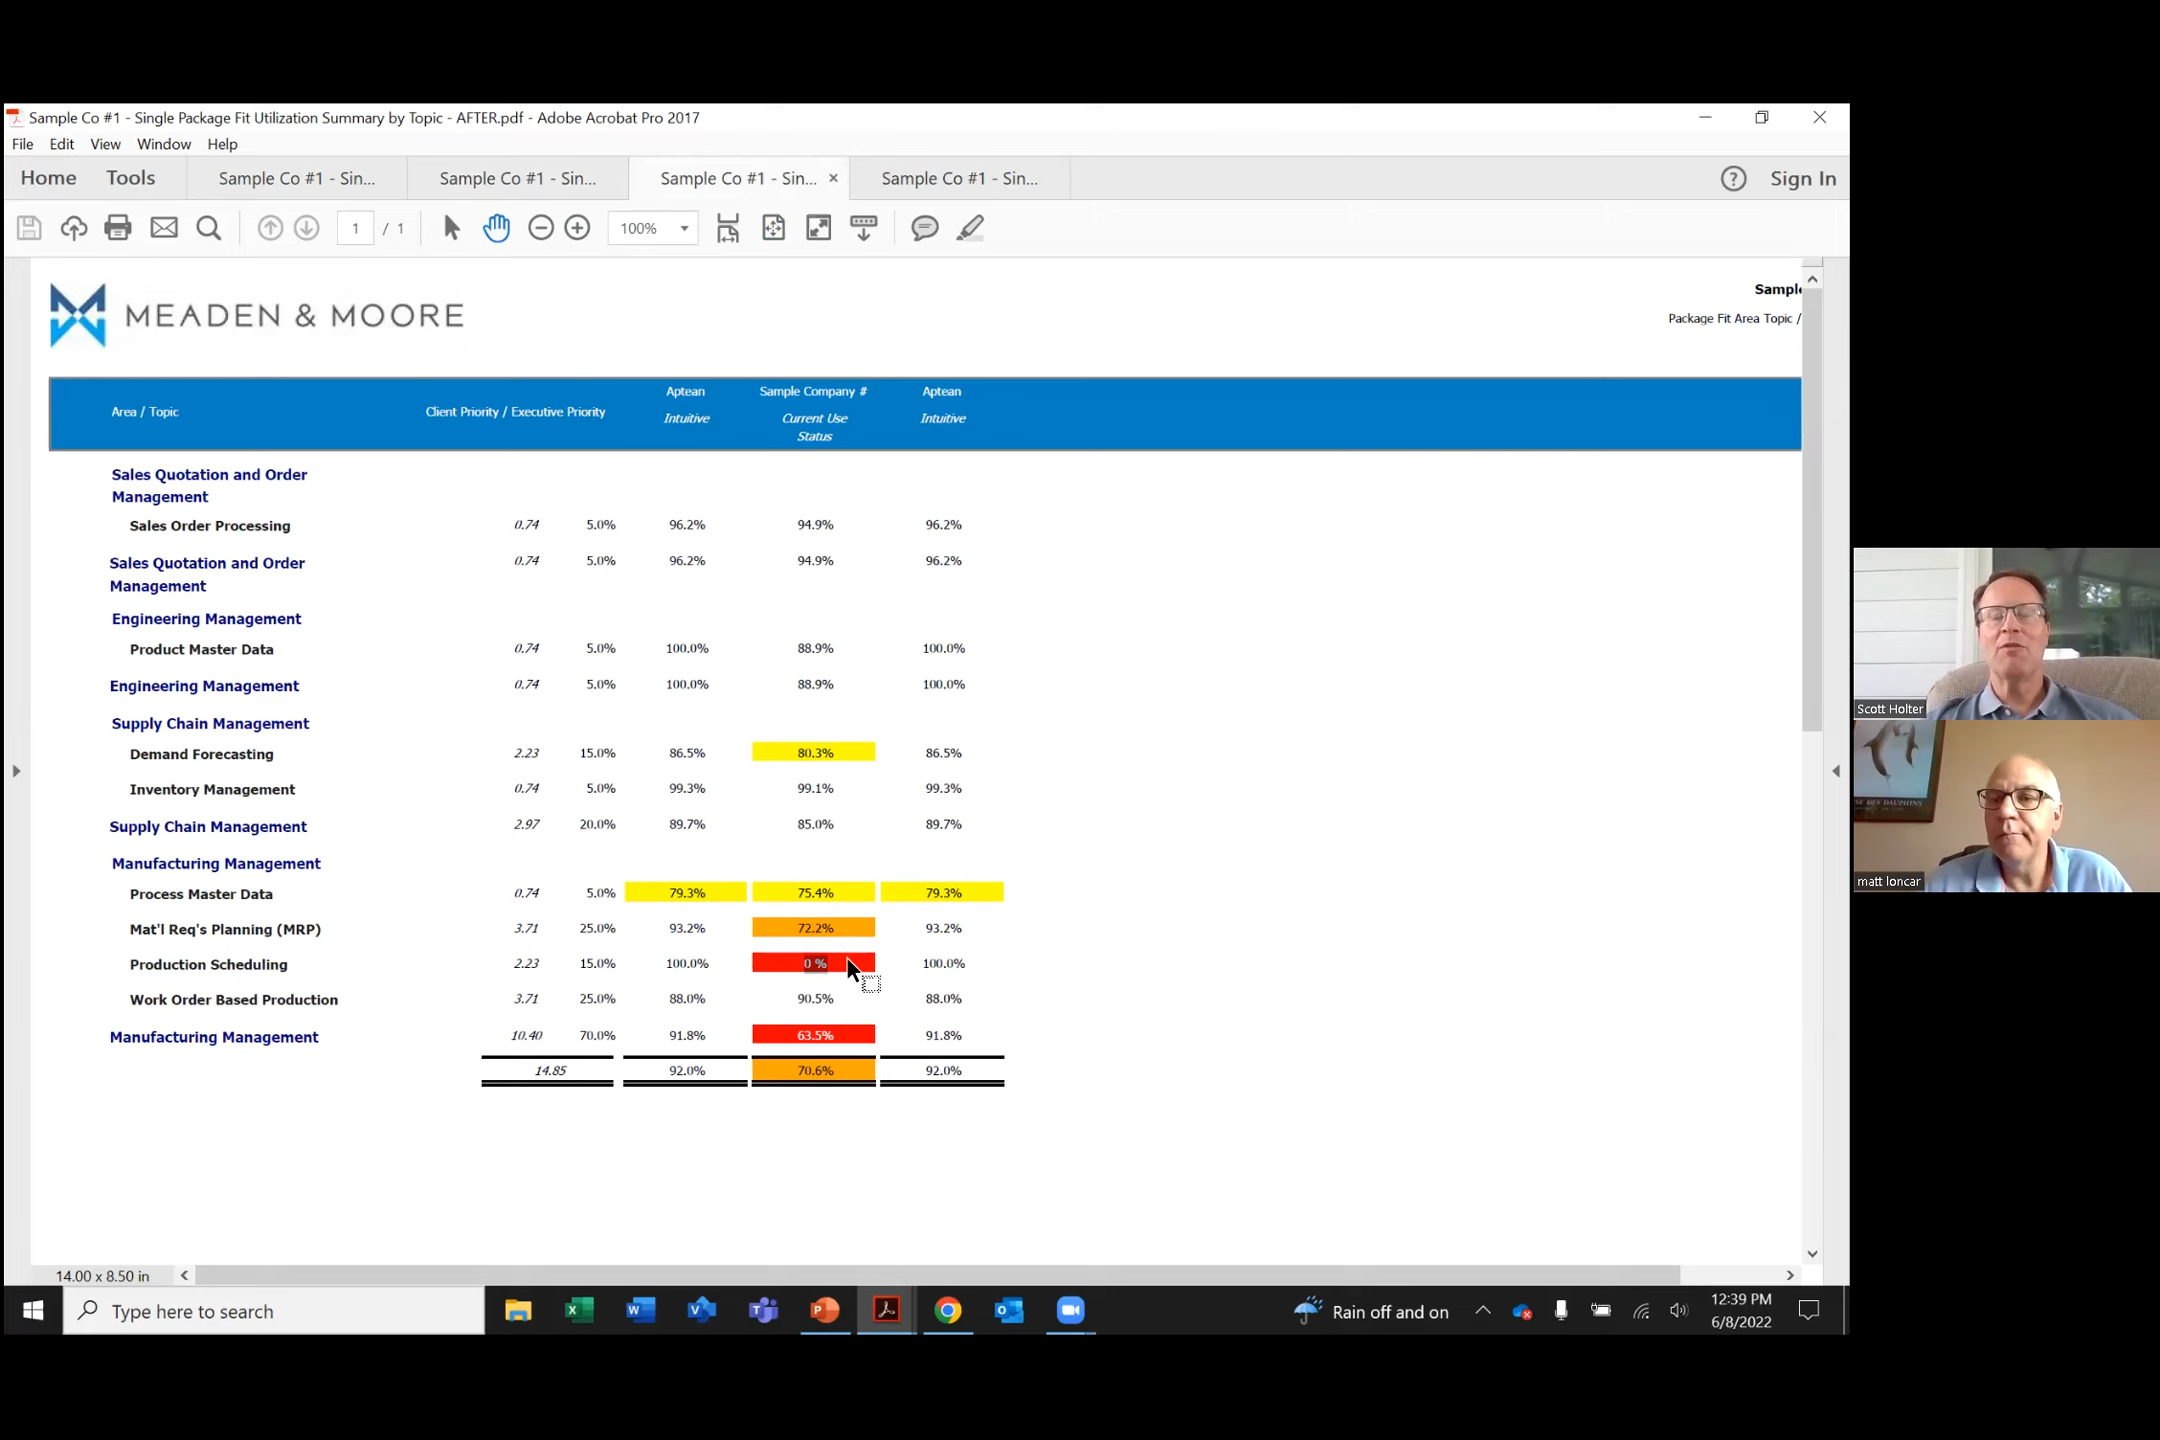 Sample Co #1 - Single Package Fit Utilization Summary by Topic - AFTER.pdf - Adobe Acrobat Pro 2017
File Edit View Window Help
Home Tools Sample Co #1 - Sin... Sample Co #1 - Sin... Sample Co #1 - Sin... × Sample Co #1 - Sin... ? Sign In
1 / 1 100%
MEADEN & MOORE
Sample
Package Fit Area Topic /
Aptean Sample Company # Aptean
Area / Topic Client Priority / Executive Priority Intuitive Current Use Intuitive
Status
Sales Quotation and Order
Management
Sales Order Processing 0.74 5.0% 96.2% 94.9% 96.2%
Sales Quotation and Order 0.74 5.0% 96.2% 94.9% 96.2%
Management
Engineering Management
Product Master Data 0.74 5.0% 100.0% 88.9% 100.0%
Engineering Management 0.74 5.0% 100.0% 88.9% 100.0%
Supply Chain Management
Demand Forecasting 2.23 15.0% 86.5% 80.3% 86.5%
Inventory Management 0.74 5.0% 99.3% 99.1% 99.3%
Supply Chain Management 2.97 20.0% 89.7% 85.0% 89.7%
Manufacturing Management
Process Master Data 0.74 5.0% 79.3% 75.4% 79.3%
Mat'l Req's Planning (MRP) 3.71 25.0% 93.2% 72.2% 93.2%
Production Scheduling 2.23 15.0% 100.0% 0 % 100.0%
Work Order Based Production 3.71 25.0% 88.0% 90.5% 88.0%
Manufacturing Management 10.40 70.0% 91.8% 63.5% 91.8%
14.85 92.0% 70.6% 92.0%
Scott Holter
matt loncar
14.00 x 8.50 in
Type here to search
Rain off and on
12:39 PM
6/8/2022